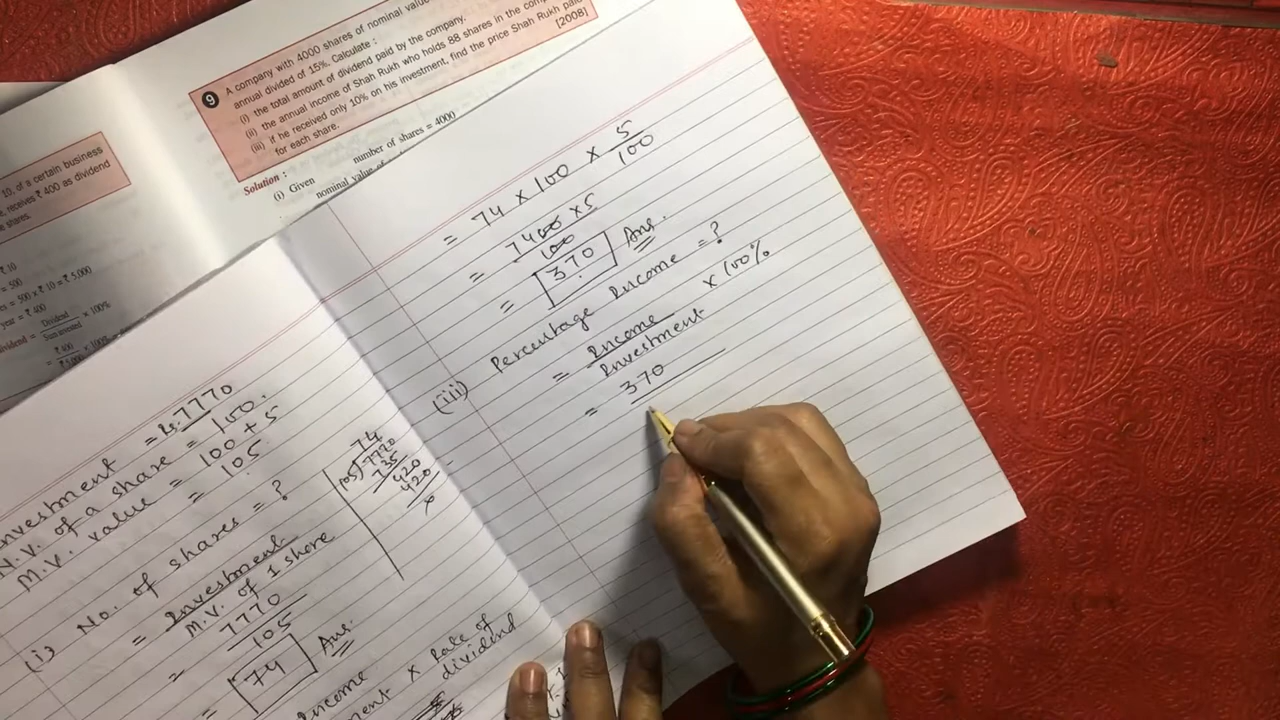 9 A company with 4000 shares of nominal value
annual divided of 15%. Calculate :
(i) the total amount of dividend paid by the company.
(ii) the annual income of Shah Rukh who holds 88 shares in the
(iii) if he received only 10% on his investment, find the price Shah Rukh paid
for each share.
[2008]
Solution :
(i) Given number of shares = 4000
nominal value of
10, of a certain business
receives ₹ 400 as dividend
shares.
₹ 10
= 500
= 500 x ₹ 10 = ₹ 5,000
year = ₹ 400
Dividend
Sum invested × 100%
₹ 400
₹ 5,000 × 100%
Investment = Rs. 7770
N.V. of a share = 100.
M.V. value = 100 + 5
= 105
(i) No. of shares = ?
= Investment
M.V. of 1 share
= 7770
105
= 74 Ans.
74
105) 7770
735
420
420
x
Income
× Rate of
dividend
= 74 × 100 × 5
100
= 7400 × 5
100
= 370 Ans.
(iii) Percentage Income = ?
= Income × 100%
Investment
= 370